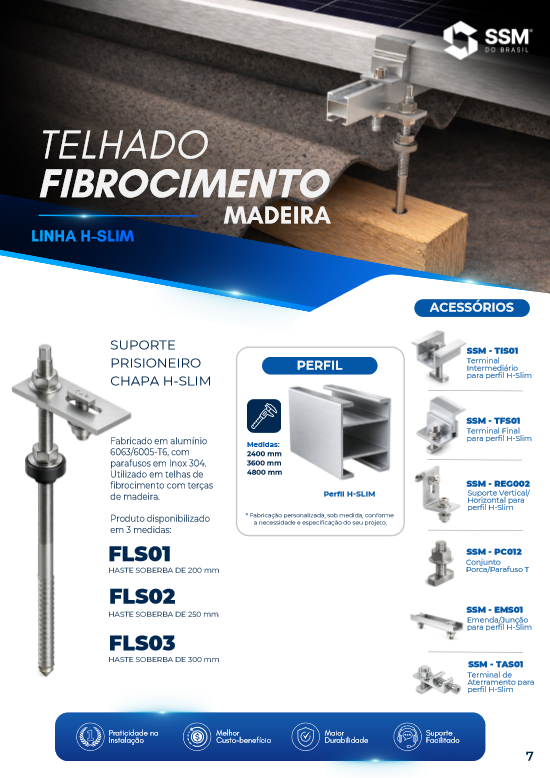 SSM
DO BRASIL
TELHADO
FIBROCIMENTO
MADEIRA
LINHA H-SLIM
SUPORTE
PRISIONEIRO
CHAPA H-SLIM
Fabricado em alumínio
6063/6005-T6, com
parafusos em Inox 304.
Utilizado em telhas de
fibrocimento com terças
de madeira.
Produto disponibilizado
em 3 medidas:
FLS01
HASTE SOBERBA DE 200 mm
FLS02
HASTE SOBERBA DE 250 mm
FLS03
HASTE SOBERBA DE 300 mm
PERFIL
Medidas:
2400 mm
3600 mm
4800 mm
Perfil H-SLIM
* Fabricação personalizada, sob medida, conforme
a necessidade e especificação do seu projeto.
ACESSÓRIOS
SSM - TIS01
Terminal
Intermediário
para perfil H-Slim
SSM - TFS01
Terminal Final
para perfil H-Slim
SSM - REG002
Suporte Vertical/
Horizontal para
perfil H-Slim
SSM - PC012
Conjunto
Porca/Parafuso T
SSM - EMS01
Emenda/Junção
para perfil H-Slim
SSM - TAS01
Terminal de
Aterramento para
perfil H-Slim
1
Praticidade na
Instalação
$
Melhor
Custo-benefício
Maior
Durabilidade
Suporte
Facilitado
7